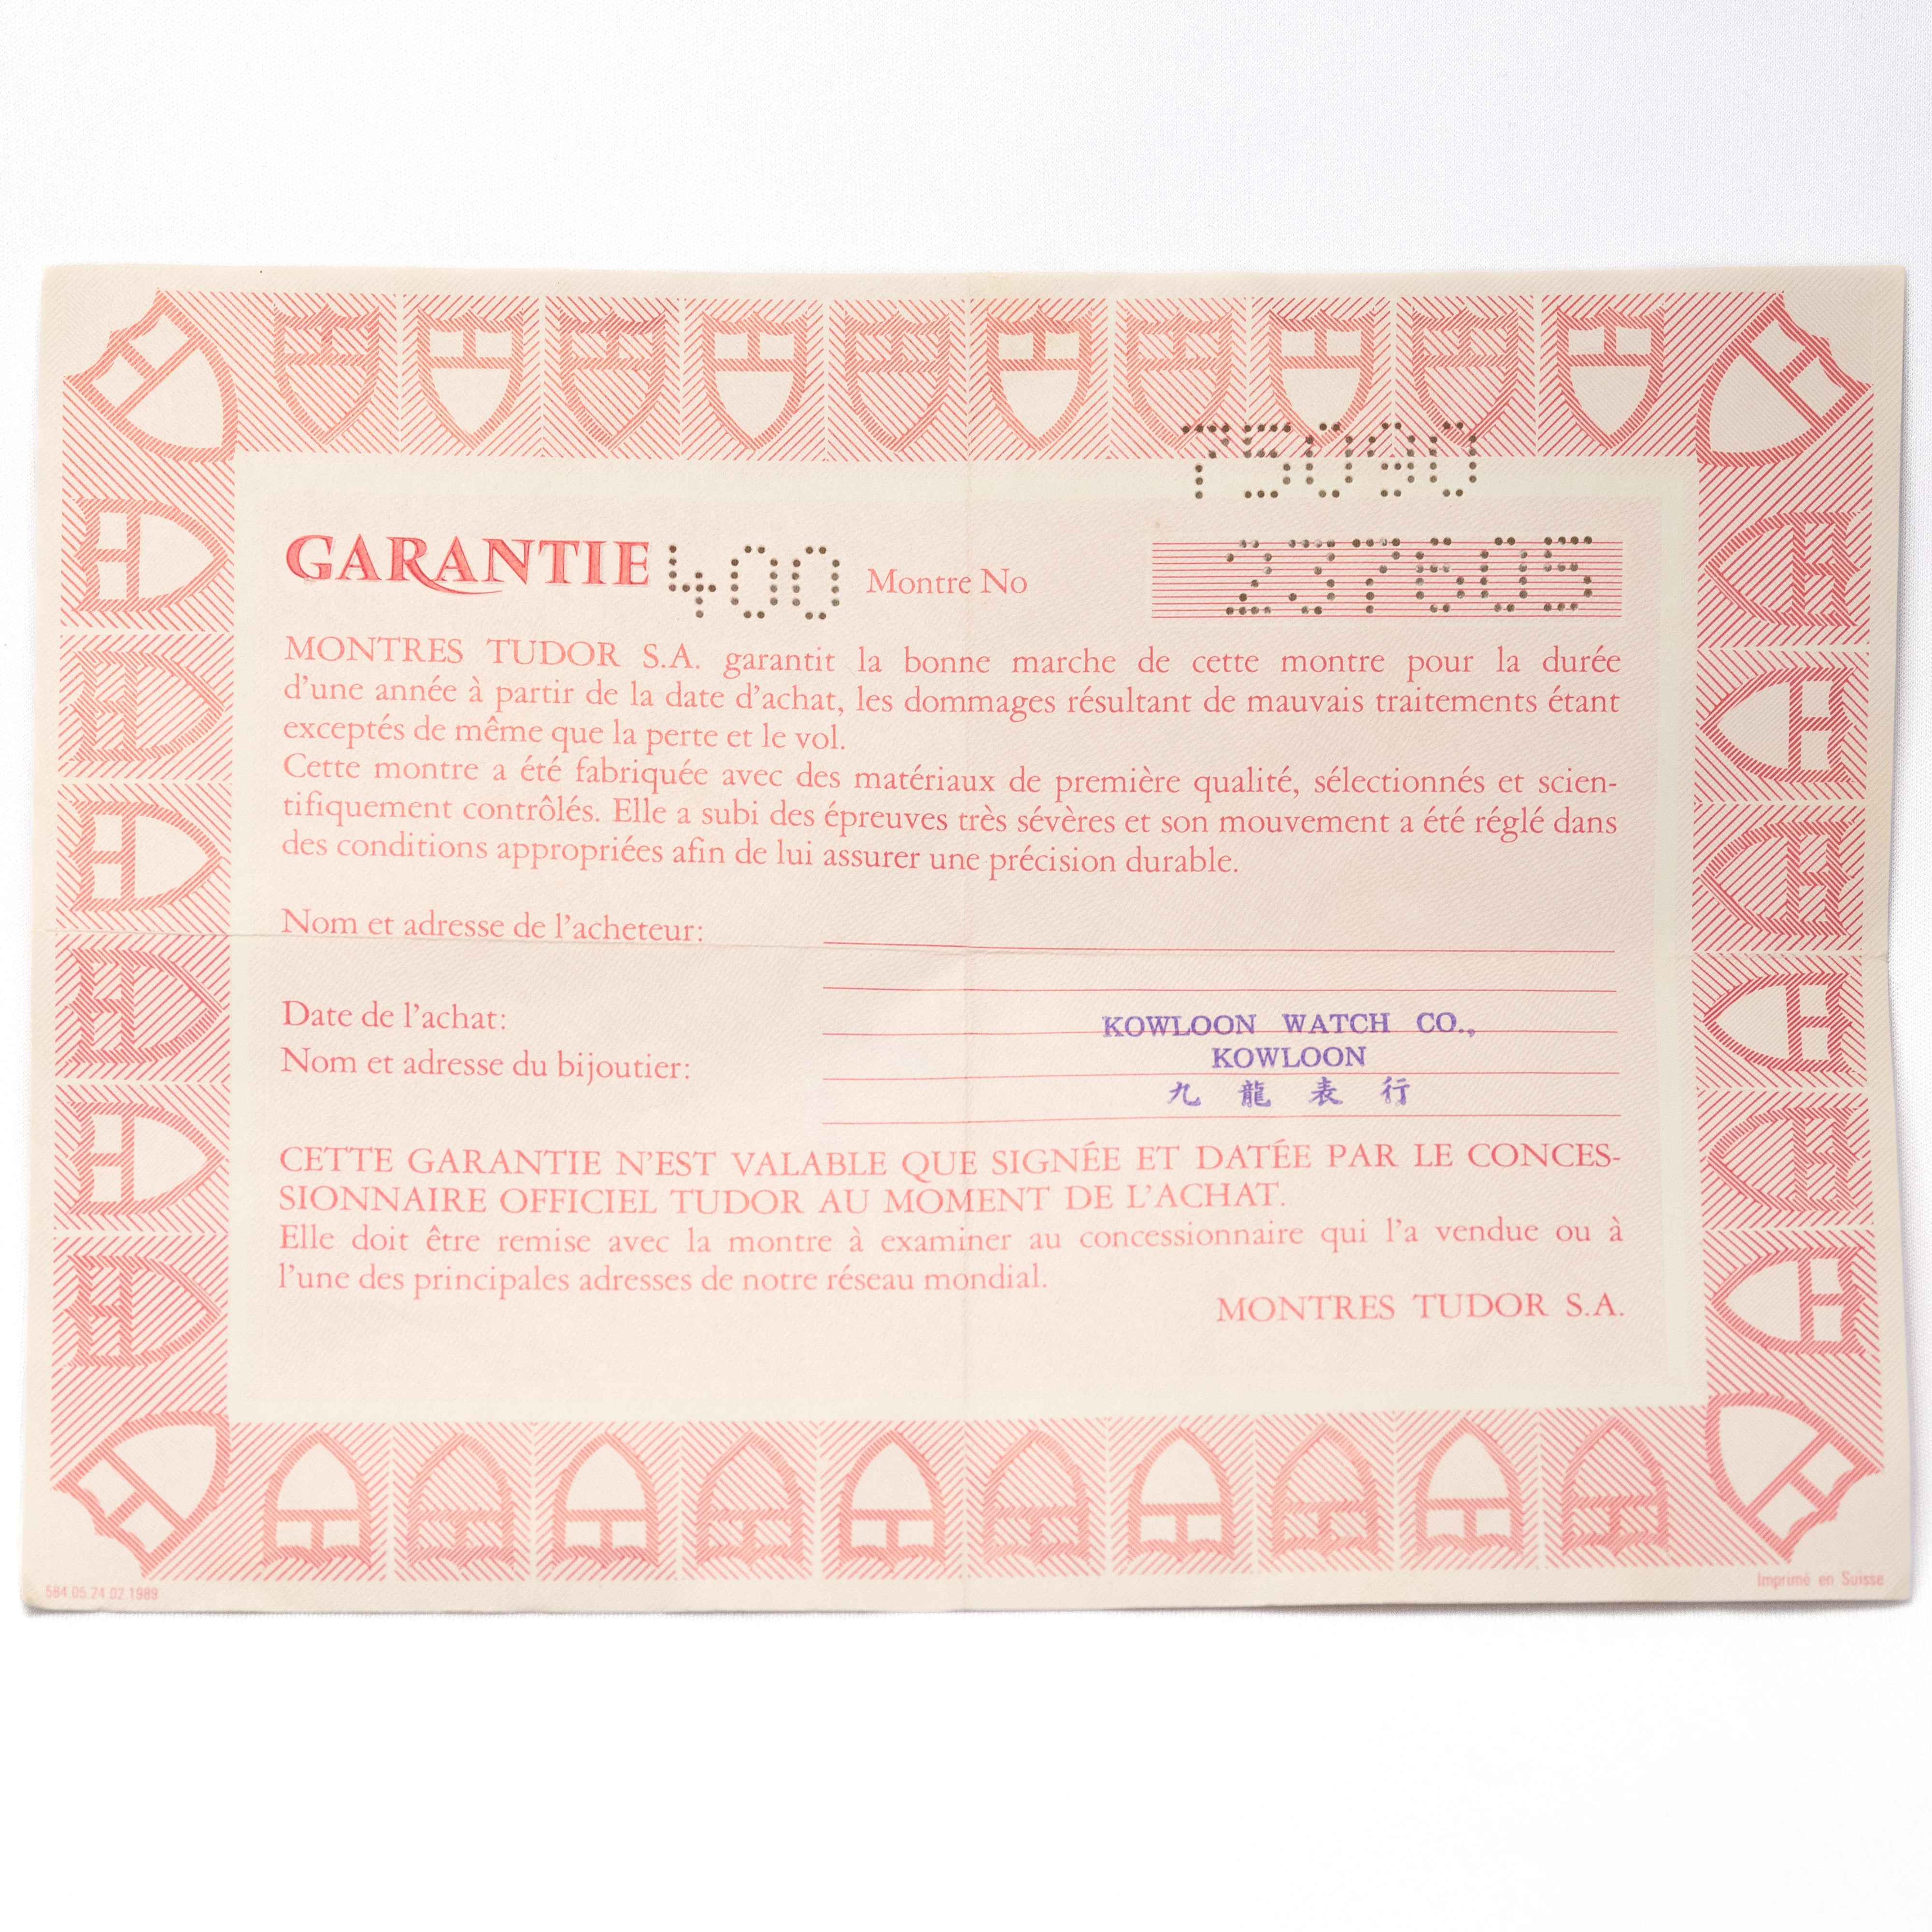 75090
GARANTIE 400 Montre No 237605
MONTRES TUDOR S.A. garantit la bonne marche de cette montre pour la durée
d'une année à partir de la date d'achat, les dommages résultant de mauvais traitements étant
exceptés de même que la perte et le vol.
Cette montre a été fabriquée avec des matériaux de première qualité, sélectionnés et scien-
tifiquement contrôlés. Elle a subi des épreuves très sévères et son mouvement a été réglé dans
des conditions appropriées afin de lui assurer une précision durable.
Nom et adresse de l'acheteur:
Date de l'achat:
KOWLOON WATCH CO.,
Nom et adresse du bijoutier:
KOWLOON
九龍表行
CETTE GARANTIE N'EST VALABLE QUE SIGNÉE ET DATÉE PAR LE CONCES-
SIONNAIRE OFFICIEL TUDOR AU MOMENT DE L'ACHAT.
Elle doit être remise avec la montre à examiner au concessionnaire qui l'a vendue ou à
l'une des principales adresses de notre réseau mondial.
MONTRES TUDOR S.A.
584.05.24.02.1989
Imprimé en Suisse